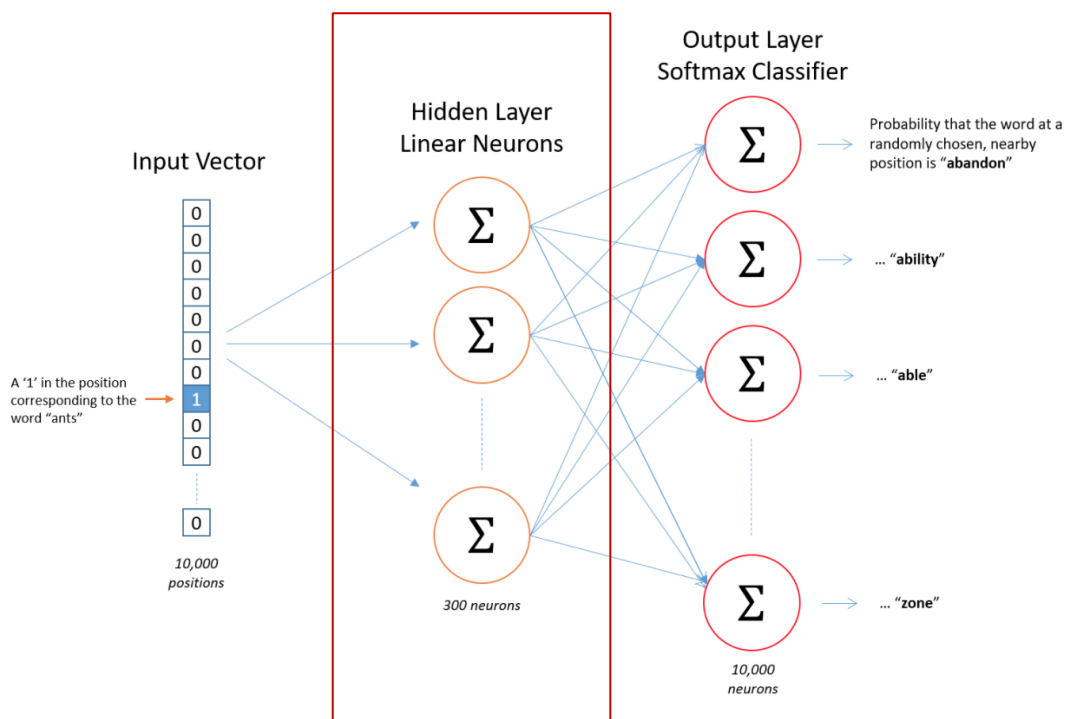 Input Vector
0
0
0
0
0
0
0
1
0
0
0
10,000
positions
A ‘1’ in the position
corresponding to the
word “ants”
Hidden Layer
Linear Neurons
Σ
Σ
Σ
300 neurons
Output Layer
Softmax Classifier
Σ
Σ
Σ
Σ
10,000
neurons
Probability that the word at a
randomly chosen, nearby
position is “abandon”
... “ability”
... “able”
... “zone”